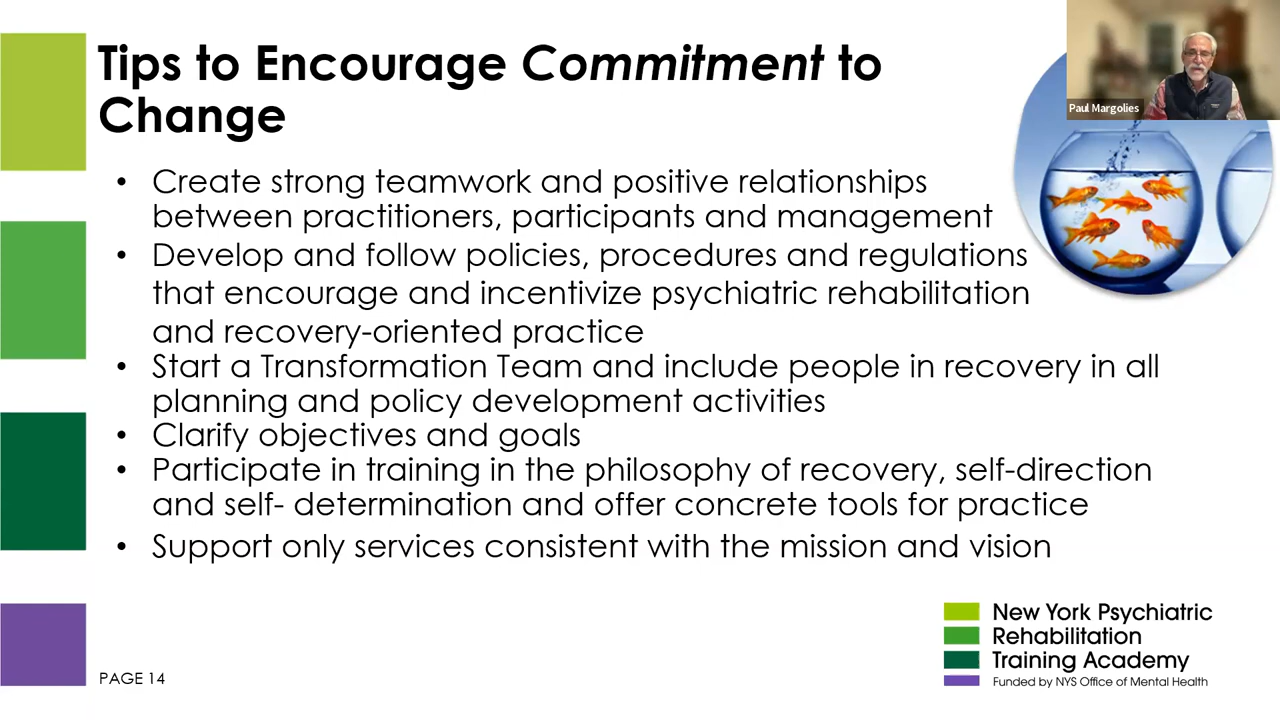 Tips to Encourage Commitment to
Change
Paul Margolies
• Create strong teamwork and positive relationships
between practitioners, participants and management
• Develop and follow policies, procedures and regulations
that encourage and incentivize psychiatric rehabilitation
and recovery-oriented practice
• Start a Transformation Team and include people in recovery in all
planning and policy development activities
• Clarify objectives and goals
• Participate in training in the philosophy of recovery, self-direction
and self- determination and offer concrete tools for practice
• Support only services consistent with the mission and vision
New York Psychiatric
Rehabilitation
Training Academy
Funded by NYS Office of Mental Health
PAGE 14